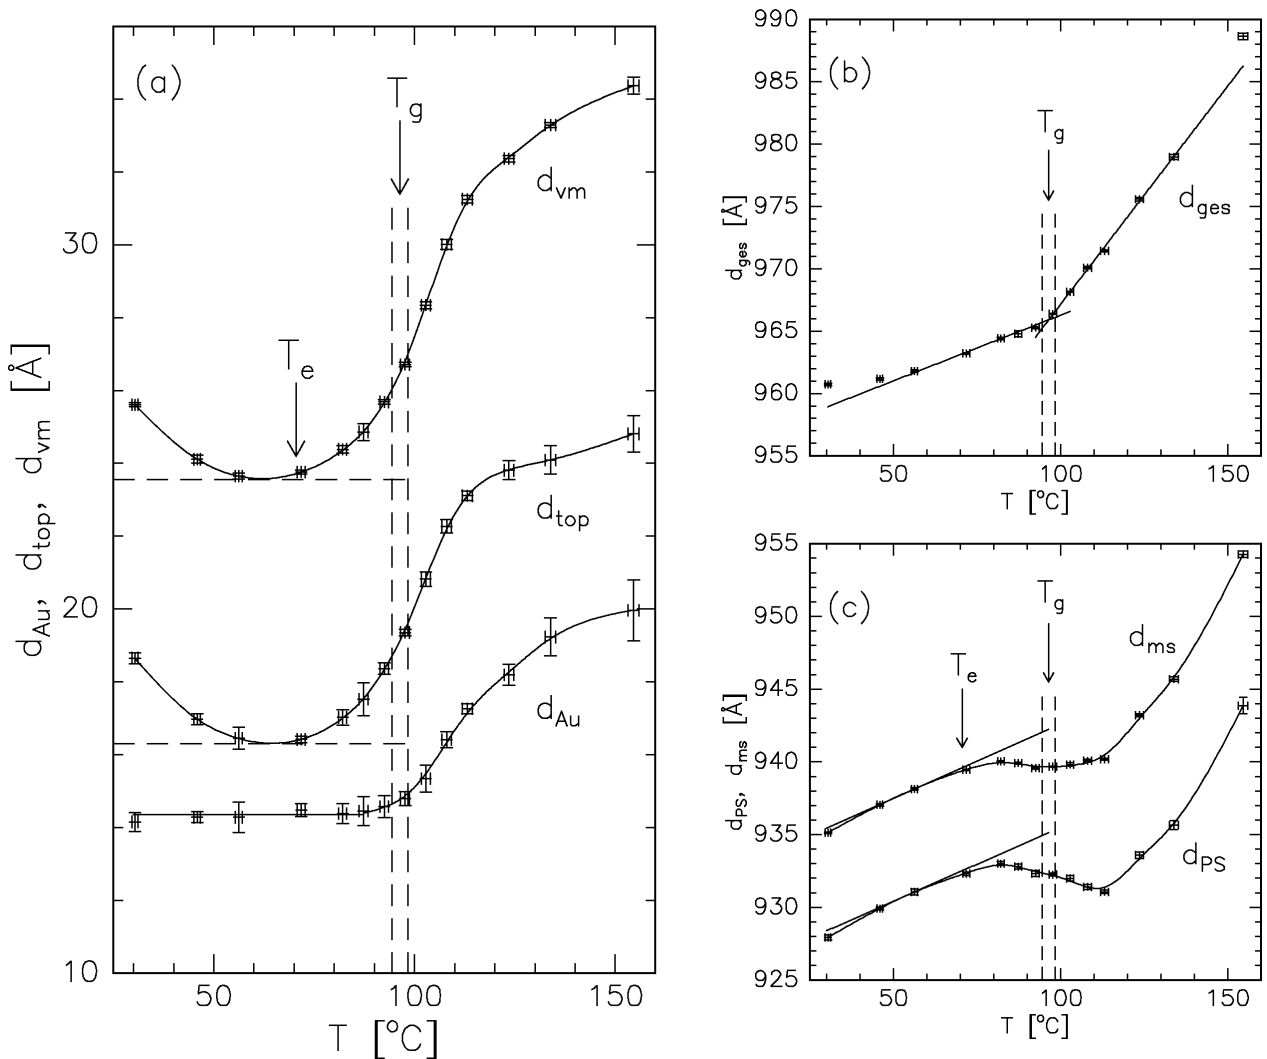 (a)
T_g
d_vm
T_e
d_top
d_Au
30
20
10
d_Au, d_top, d_vm [Å]
50 100 150
T [°C]
(b)
T_g
d_ges
990
985
980
975
970
965
960
955
d_ges [Å]
50 100 150
T [°C]
(c)
T_g
T_e
d_ms
d_PS
955
950
945
940
935
930
925
d_PS, d_ms [Å]
50 100 150
T [°C]